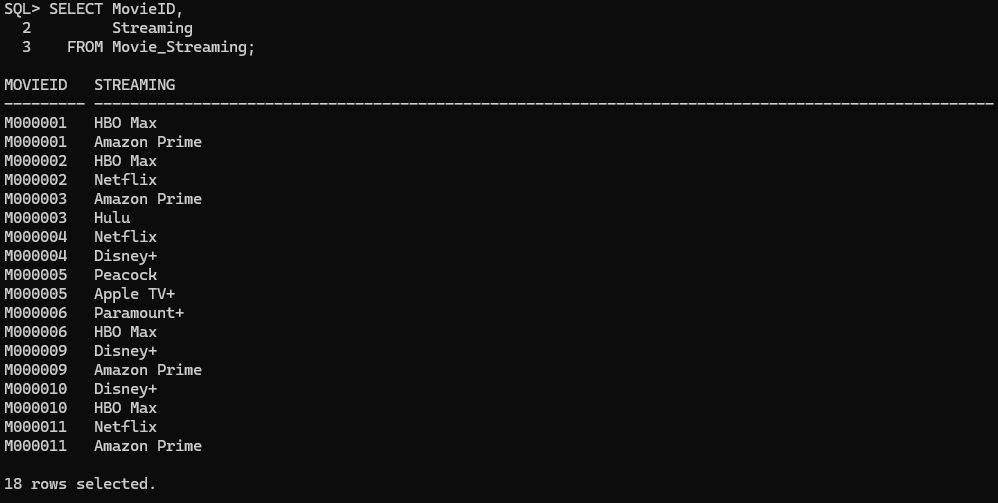 SQL> SELECT MovieID,
  2         Streaming
  3    FROM Movie_Streaming;

MOVIEID   STREAMING
--------- ----------------------------------------------------------------------------------------------------
M000001   HBO Max
M000001   Amazon Prime
M000002   HBO Max
M000002   Netflix
M000003   Amazon Prime
M000003   Hulu
M000004   Netflix
M000004   Disney+
M000005   Peacock
M000005   Apple TV+
M000006   Paramount+
M000006   HBO Max
M000009   Disney+
M000009   Amazon Prime
M000010   Disney+
M000010   HBO Max
M000011   Netflix
M000011   Amazon Prime

18 rows selected.